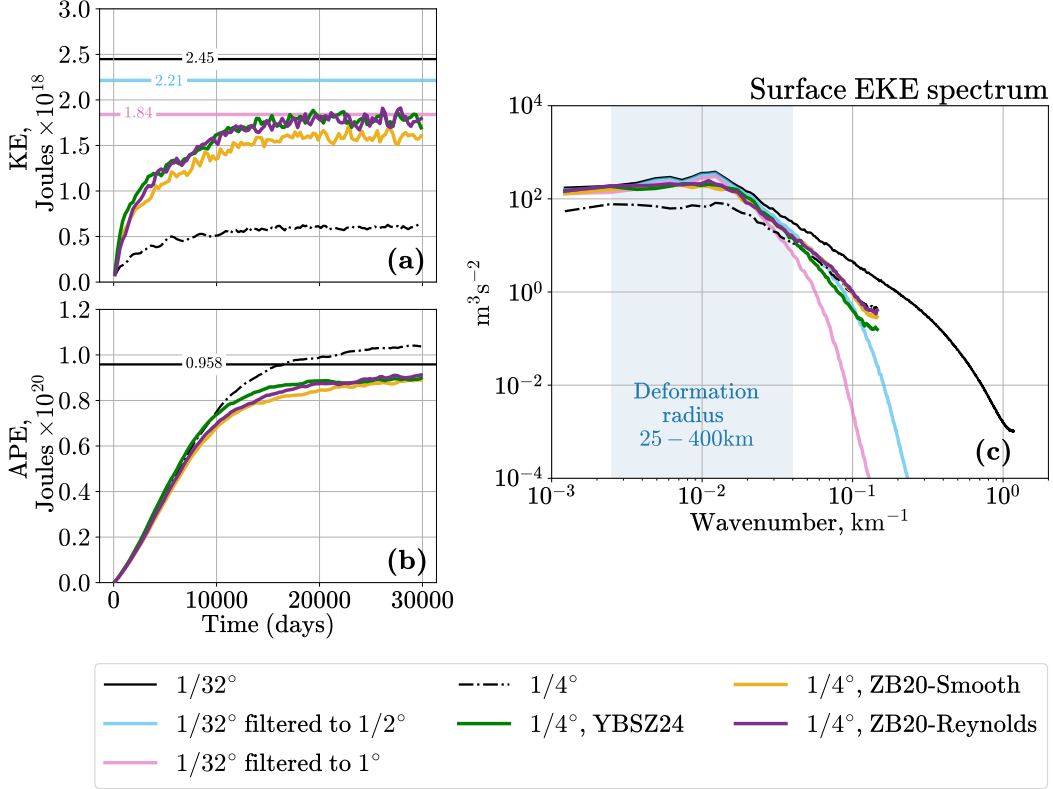 3.0
2.5
2.0
1.5
1.0
0.5
0.0
KE,
Joules ×10^18
2.45
2.21
1.84
(a)
1.2
1.0
0.8
0.6
0.4
0.2
0.0
APE,
Joules ×10^20
0.958
(b)
0 10000 20000 30000
Time (days)
Surface EKE spectrum
10^4
10^2
10^0
10^−2
10^−4
m^3s^−2
Deformation
radius
25 − 400km
(c)
10^−3 10^−2 10^−1 10^0
Wavenumber, km^−1
1/32° 1/4° 1/4°, ZB20-Smooth
1/32° filtered to 1/2° 1/4°, YBSZ24 1/4°, ZB20-Reynolds
1/32° filtered to 1°